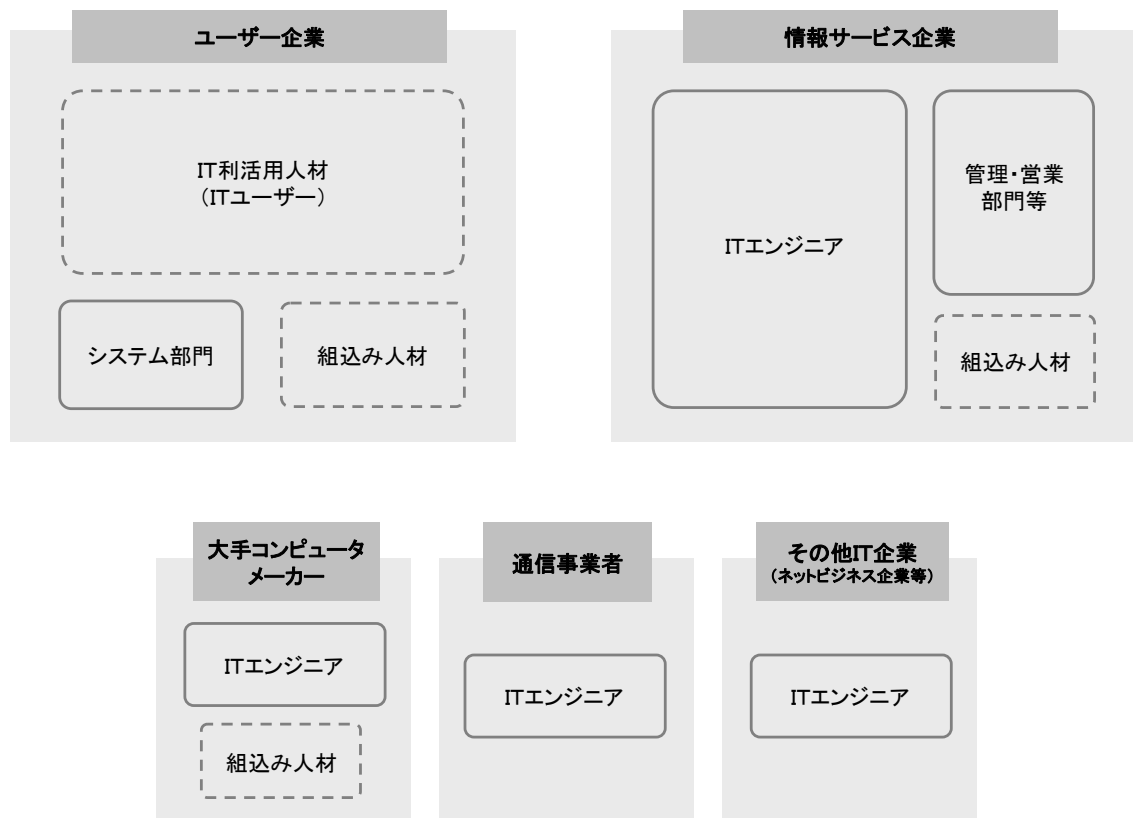 ユーザー企業
IT利活用人材
（ITユーザー）
システム部門
組込み人材
情報サービス企業
ITエンジニア
管理・営業
部門等
組込み人材
大手コンピュータ
メーカー
ITエンジニア
組込み人材
通信事業者
ITエンジニア
その他IT企業
（ネットビジネス企業等）
ITエンジニア